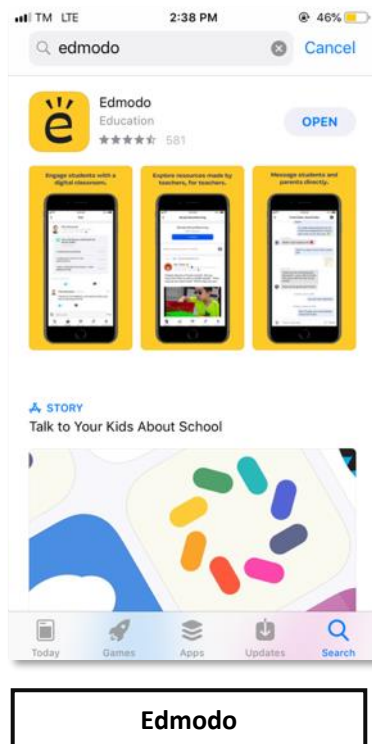 TM LTE 2:38 PM 46%
edmodo Cancel
Edmodo
Education
581
OPEN
Engage students with a
digital classroom.
Explore resources made by
teachers, for teachers.
Message students and
parents directly.
STORY
Talk to Your Kids About School
Today Games Apps Updates Search
Edmodo